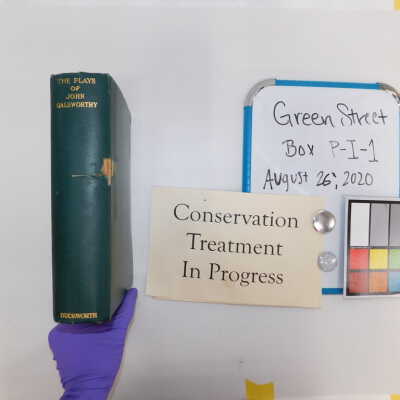 THE PLAYS
OF
JOHN
GALSWORTHY
DUCKWORTH
Green Street
Box P-I-1
August 26, 2020
Conservation
Treatment
In Progress